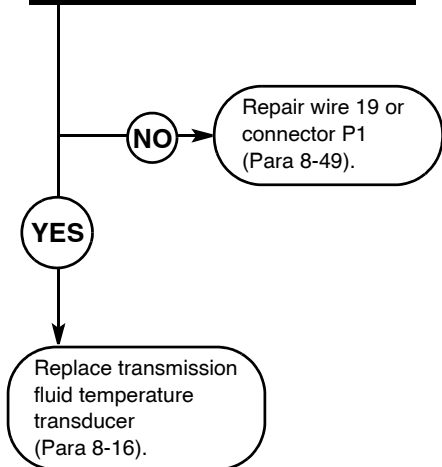 NO
Repair wire 19 or
connector P1
(Para 8-49).
YES
Replace transmission
fluid temperature
transducer
(Para 8-16).